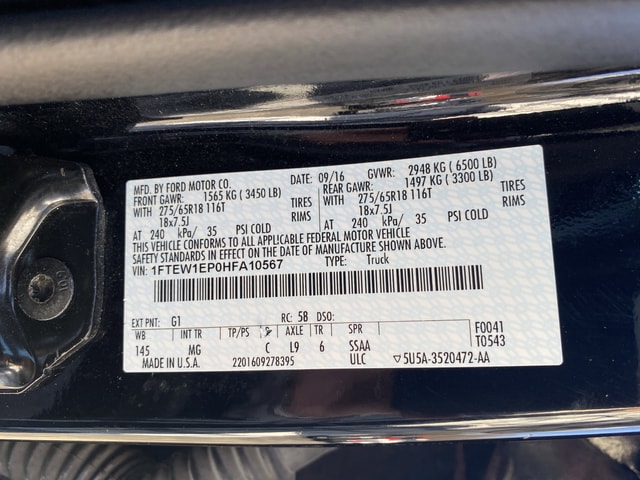 MFD. BY FORD MOTOR CO.
DATE: 09/16 GVWR: 2948 KG ( 6500 LB)
FRONT GAWR: 1565 KG ( 3450 LB) REAR GAWR: 1497 KG ( 3300 LB)
WITH 275/65R18 116T TIRES WITH 275/65R18 116T TIRES
18x7.5J RIMS 18x7.5J RIMS
AT 240 kPa/ 35 PSI COLD AT 240 kPa/ 35 PSI COLD
THIS VEHICLE CONFORMS TO ALL APPLICABLE FEDERAL MOTOR VEHICLE
SAFETY STANDARDS IN EFFECT ON THE DATE OF MANUFACTURE SHOWN ABOVE.
VIN: 1FTEW1EP0HFA10567 TYPE: Truck
EXT PNT: G1 RC: 58 DSO:
WB INT TR TP/PS AXLE TR SPR F0041
145 MG C L9 6 SSAA T0543
MADE IN U.S.A. 220160927839S ULC ▽5U5A-3520472-AA